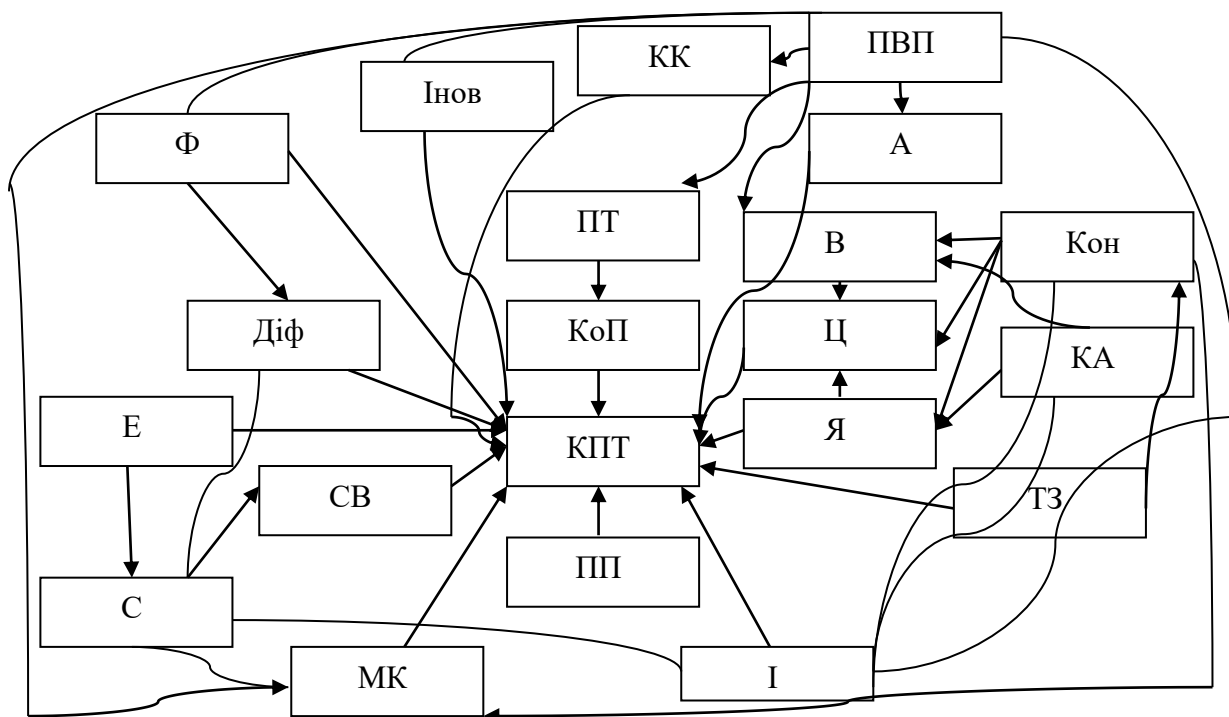 ПВП
КК
Інов
Ф
А
ПТ
В
Кон
Діф
КоП
Ц
КА
Е
КПТ
Я
СВ
ТЗ
ПП
С
МК
І